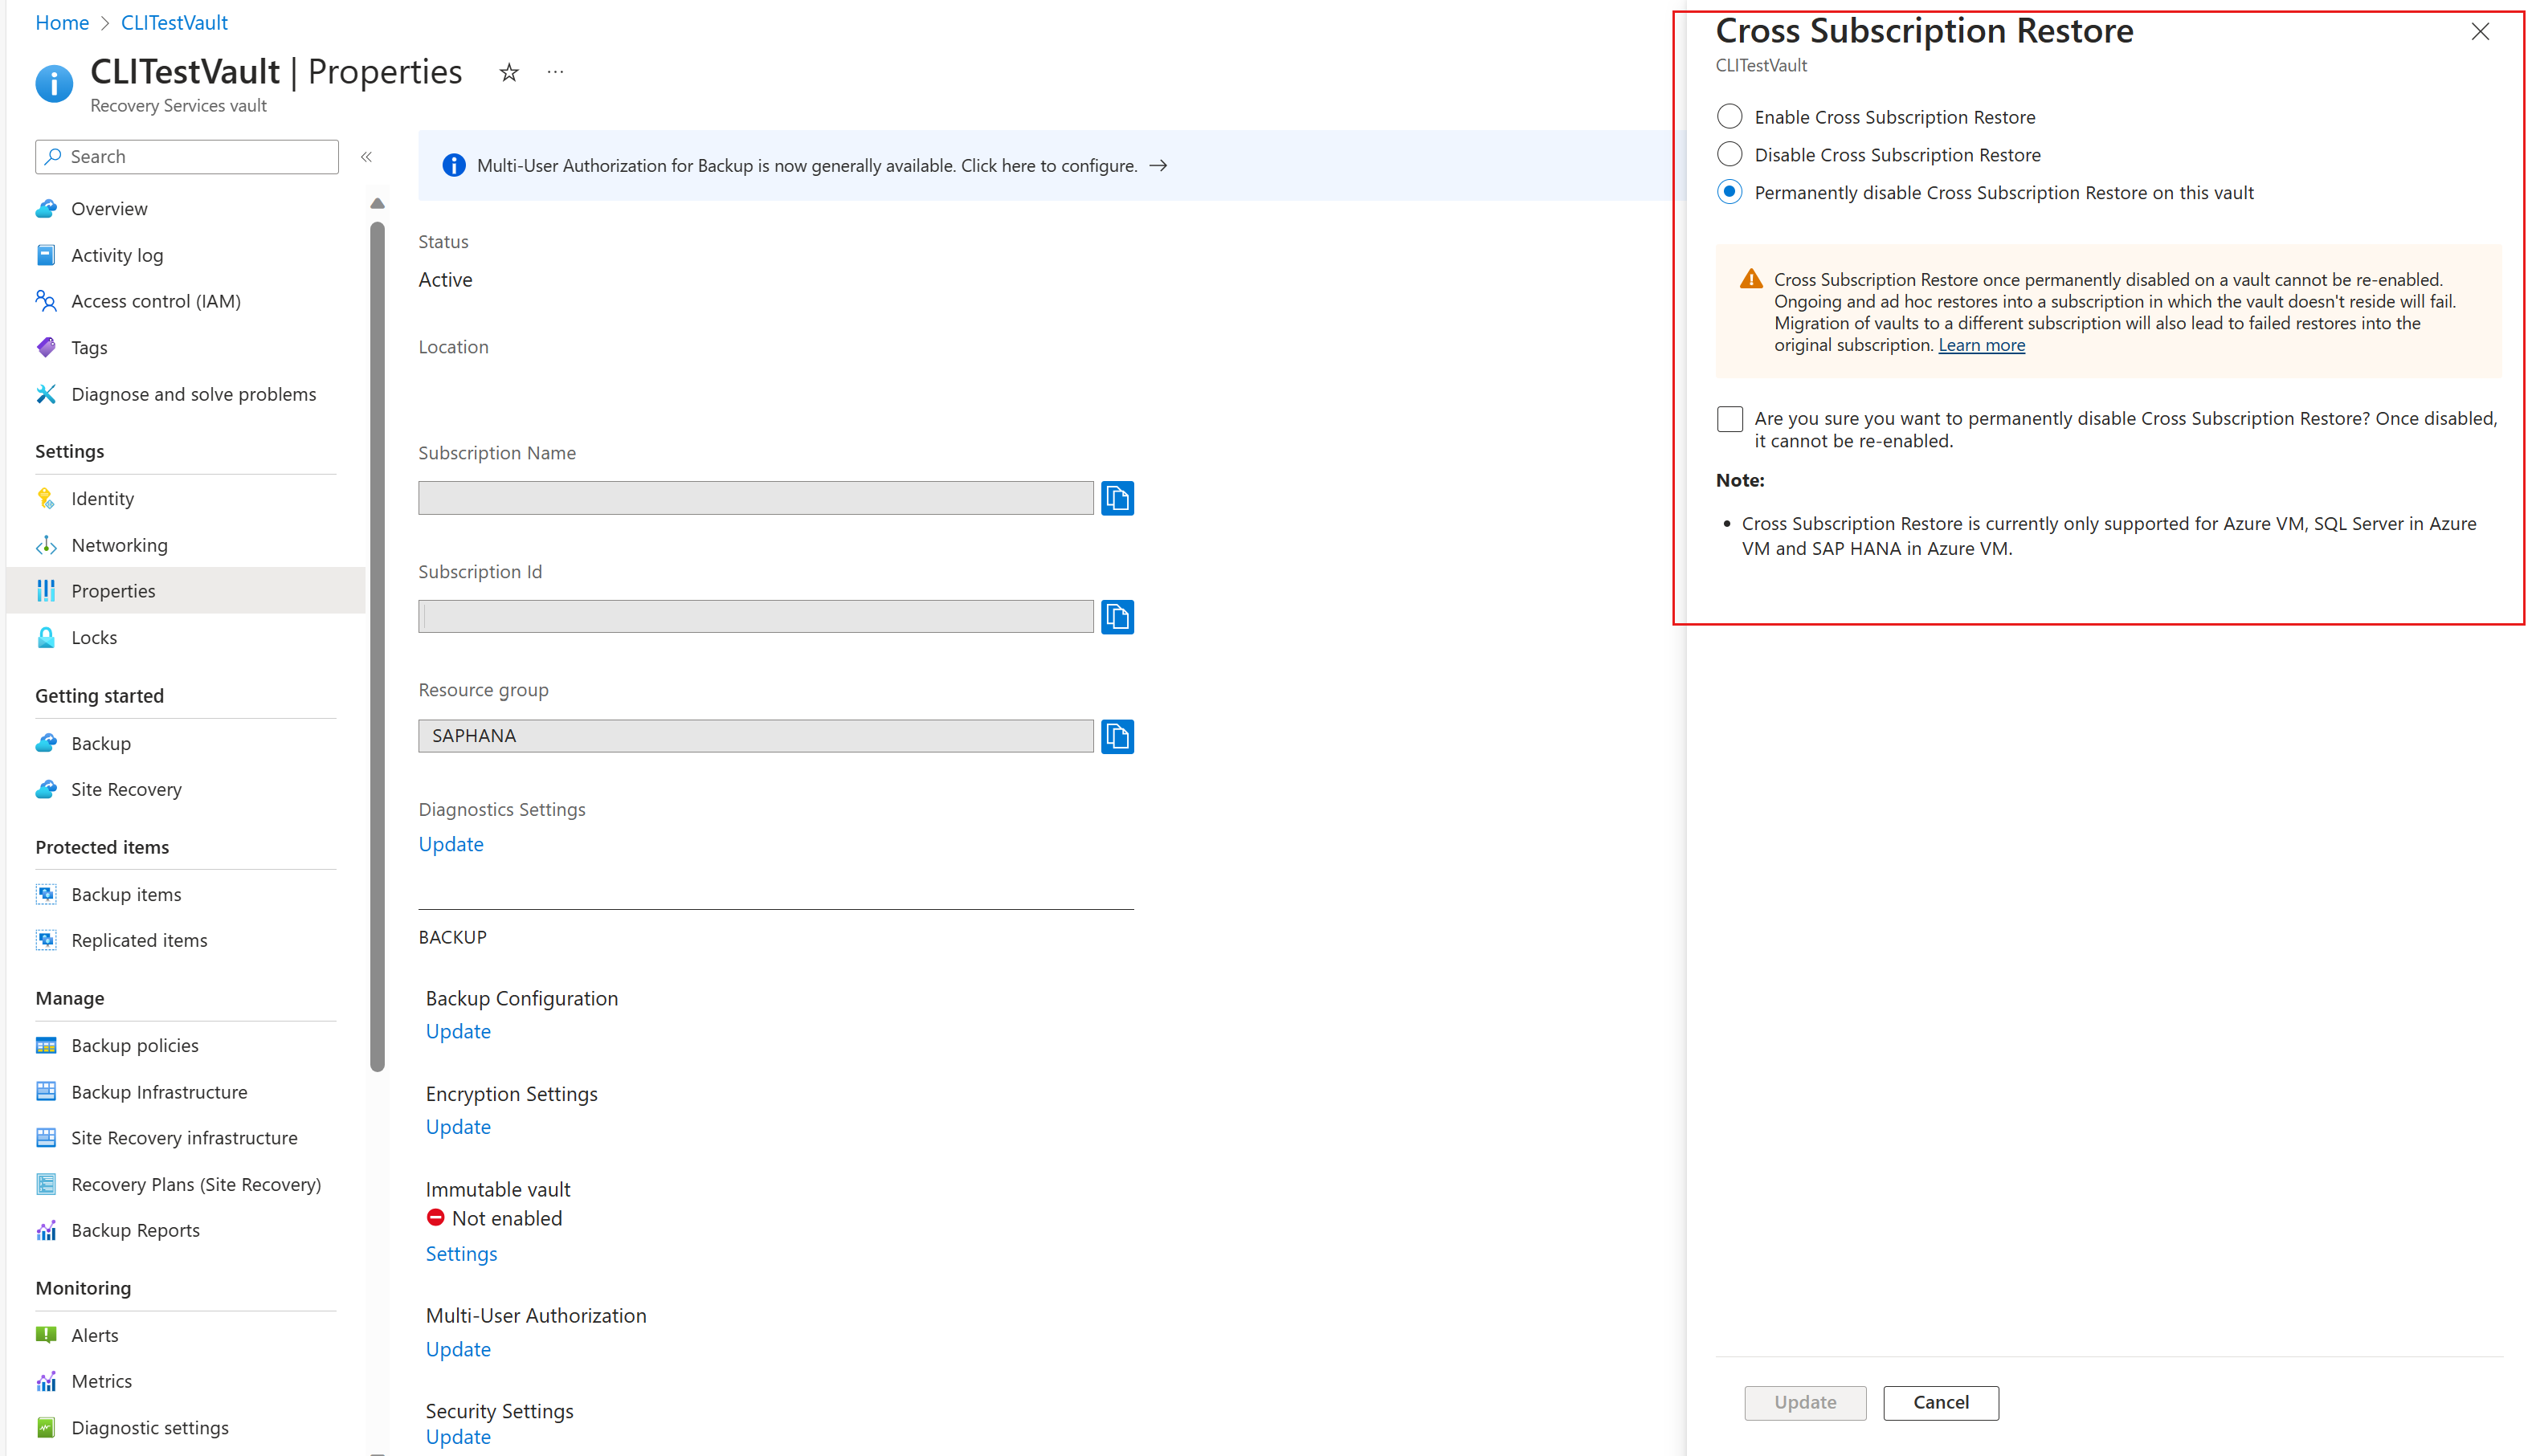 Home > CLITestVault
CLITestVault | Properties
Recovery Services vault
Search
Overview
Activity log
Access control (IAM)
Tags
Diagnose and solve problems
Settings
Identity
Networking
Properties
Locks
Getting started
Backup
Site Recovery
Protected items
Backup items
Replicated items
Manage
Backup policies
Backup Infrastructure
Site Recovery infrastructure
Recovery Plans (Site Recovery)
Backup Reports
Monitoring
Alerts
Metrics
Diagnostic settings
Multi-User Authorization for Backup is now generally available. Click here to configure. →
Status
Active
Location
Subscription Name
Subscription Id
Resource group
SAPHANA
Diagnostics Settings
Update
BACKUP
Backup Configuration
Update
Encryption Settings
Update
Immutable vault
Not enabled
Settings
Multi-User Authorization
Update
Security Settings
Update
Cross Subscription Restore
CLITestVault
Enable Cross Subscription Restore
Disable Cross Subscription Restore
Permanently disable Cross Subscription Restore on this vault
Cross Subscription Restore once permanently disabled on a vault cannot be re-enabled.
Ongoing and ad hoc restores into a subscription in which the vault doesn't reside will fail.
Migration of vaults to a different subscription will also lead to failed restores into the
original subscription. Learn more
Are you sure you want to permanently disable Cross Subscription Restore? Once disabled,
it cannot be re-enabled.
Note:
• Cross Subscription Restore is currently only supported for Azure VM, SQL Server in Azure
VM and SAP HANA in Azure VM.
Update
Cancel